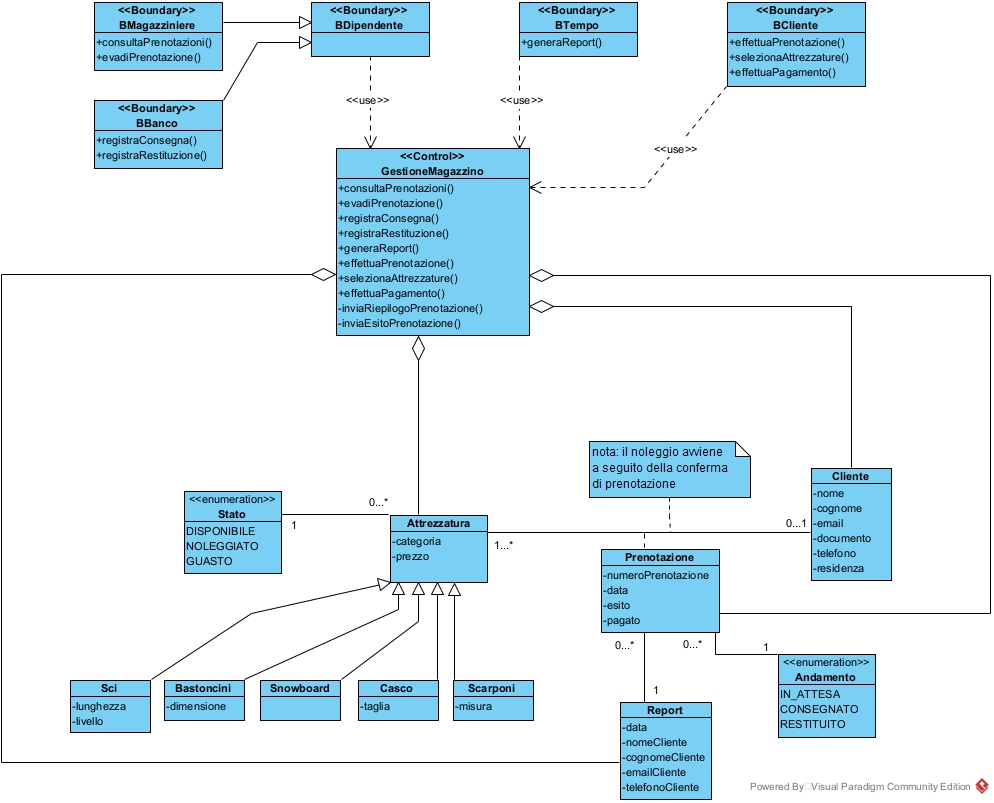 <<Boundary>>
BMagazziniere
+consultaPrenotazioni()
+evadiPrenotazione()
<<Boundary>>
BDipendente
<<Boundary>>
BTempo
+generaReport()
<<Boundary>>
BCliente
+effettuaPrenotazione()
+selezionaAttrezzature()
+effettuaPagamento()
<<Boundary>>
BBanco
+registraConsegna()
+registraRestituzione()
<<use>>
<<use>>
<<use>>
<<Control>>
GestioneMagazzino
+consultaPrenotazioni()
+evadiPrenotazione()
+registraConsegna()
+registraRestituzione()
+generaReport()
+effettuaPrenotazione()
+selezionaAttrezzature()
+effettuaPagamento()
-inviaRiepilogoPrenotazione()
-inviaEsitoPrenotazione()
nota: il noleggio avviene
a seguito della conferma
di prenotazione
Cliente
-nome
-cognome
-email
-documento
-telefono
-residenza
<<enumeration>>
Stato
DISPONIBILE
NOLEGGIATO
GUASTO
1
0...*
Attrezzatura
-categoria
-prezzo
1...*
0...1
Prenotazione
-numeroPrenotazione
-data
-esito
-pagato
0...*
0...*
1
1
<<enumeration>>
Andamento
IN_ATTESA
CONSEGNATO
RESTITUITO
Sci
-lunghezza
-livello
Bastoncini
-dimensione
Snowboard
Casco
-taglia
Scarponi
-misura
Report
-data
-nomeCliente
-cognomeCliente
-emailCliente
-telefonoCliente
Powered By Visual Paradigm Community Edition